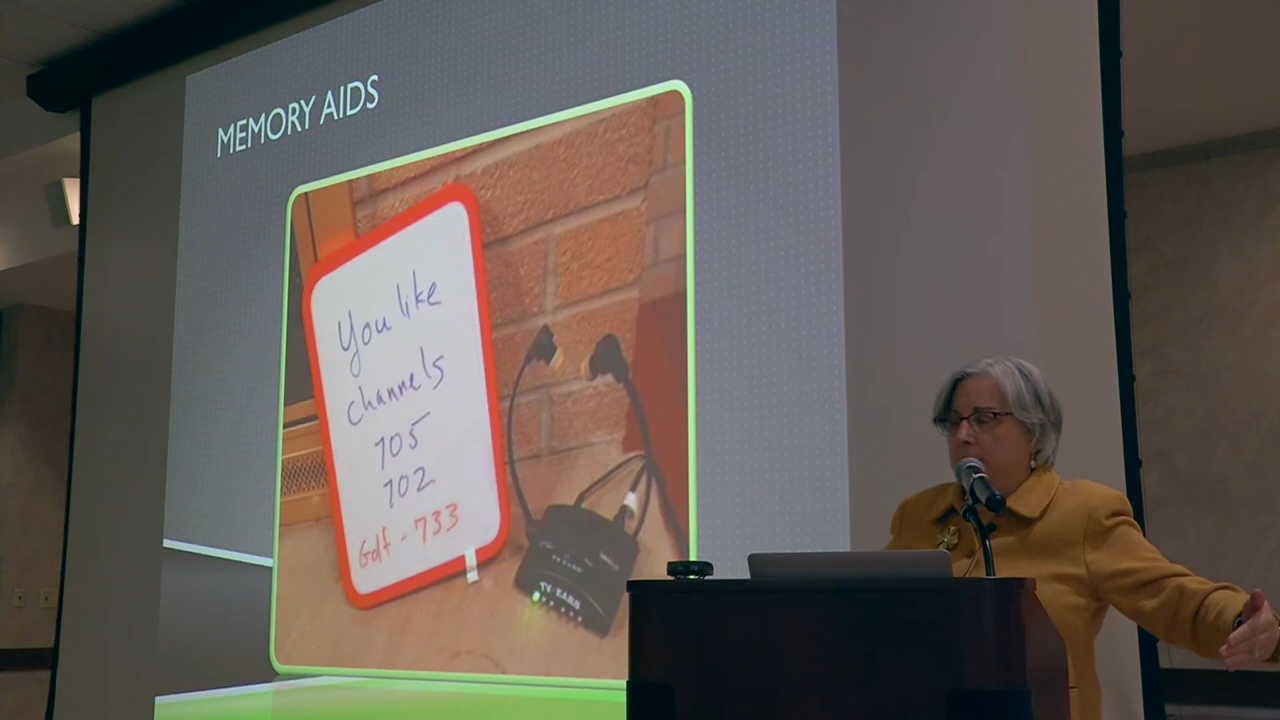 MEMORY AIDS
You like
channels
705
702
Golf - 733
TV·EARS